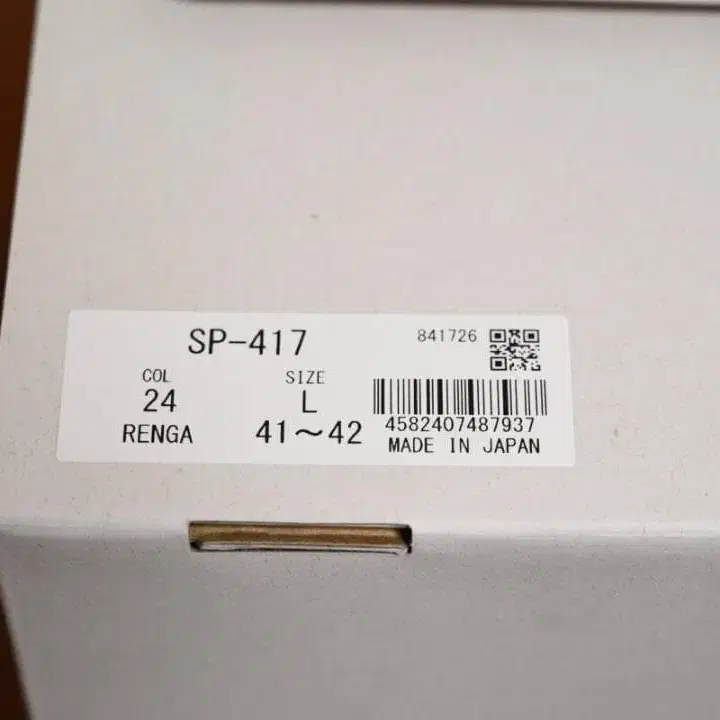 SP-417
841726
COL
24
RENGA
SIZE
L
41～42
4582407487937
MADE IN JAPAN